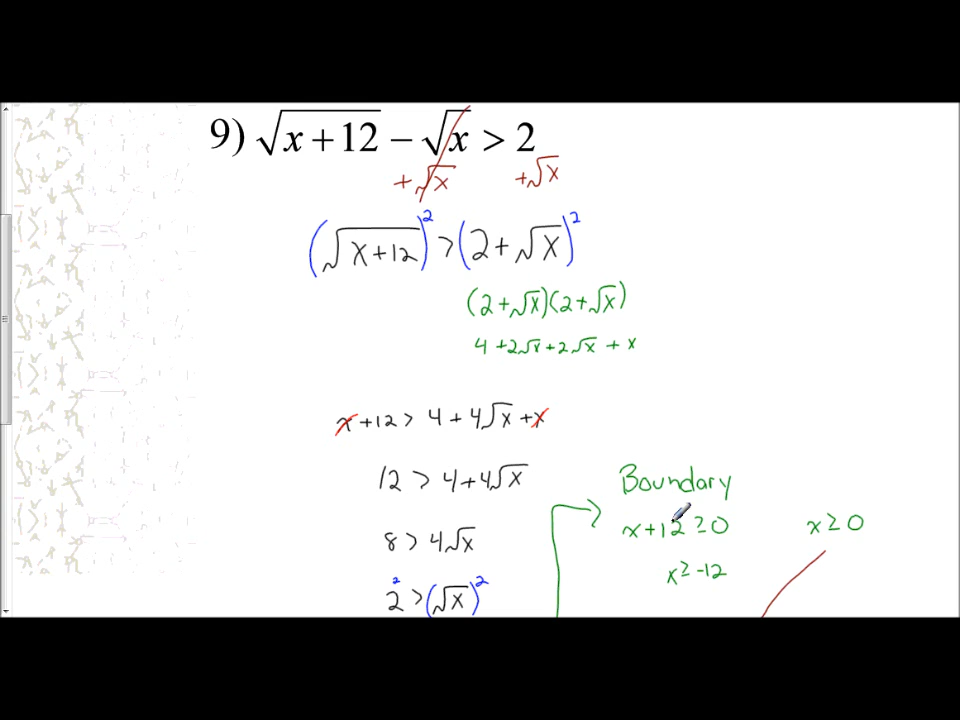 9) √(x+12) − √x > 2
+√x +√x
(√(x+12))² > (2+√x)²
(2+√x)(2+√x)
4+2√x+2√x+x
x+12 > 4+4√x+x
12 > 4+4√x
Boundary
x+12≥0 x≥0
8 > 4√x
x≥-12
2² > (√x)²